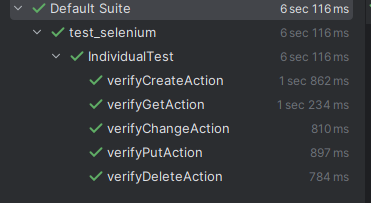 Default Suite 6 sec 116 ms
test_selenium 6 sec 116 ms
IndividualTest 6 sec 116 ms
verifyCreateAction 1 sec 862 ms
verifyGetAction 1 sec 234 ms
verifyChangeAction 810 ms
verifyPutAction 897 ms
verifyDeleteAction 784 ms